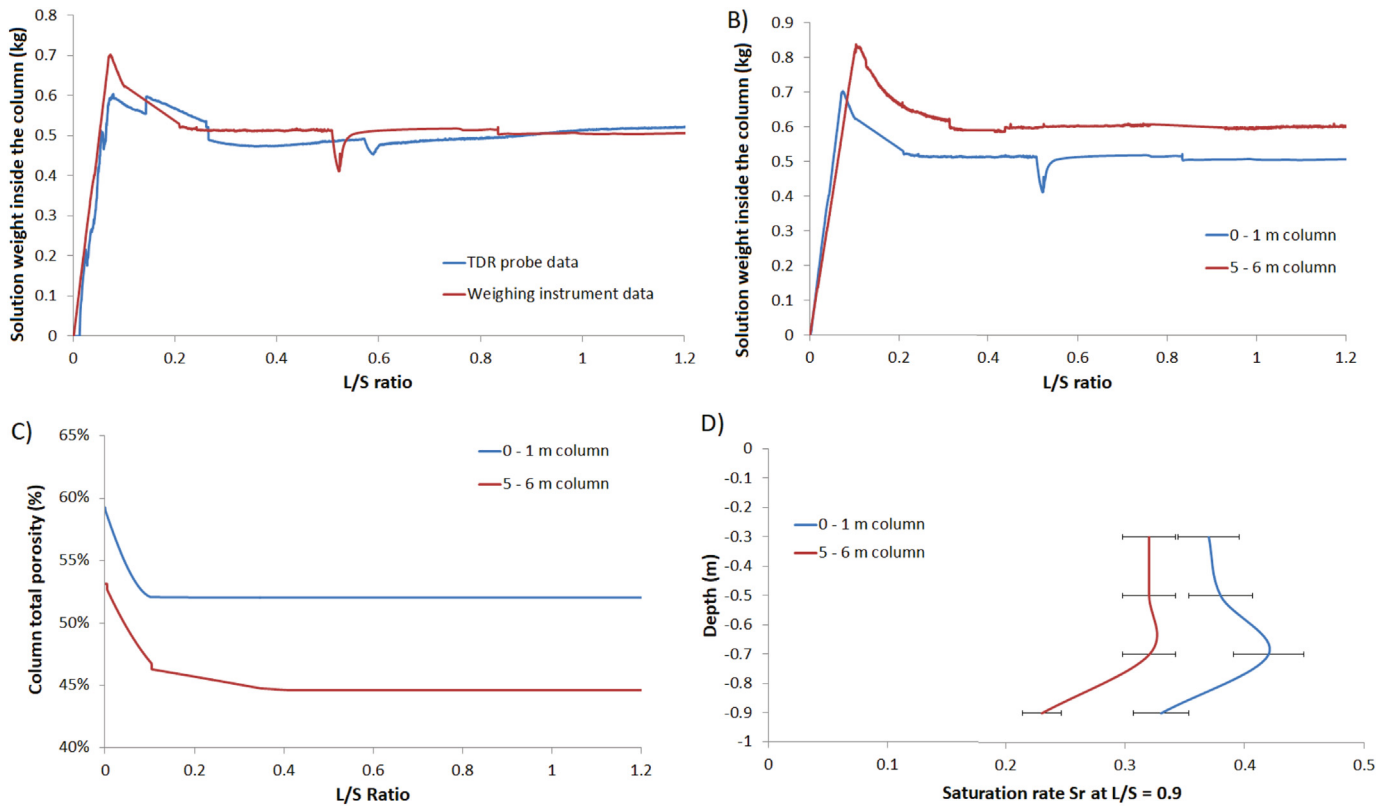 0.8
0.7
0.6
0.5
0.4
0.3
0.2
0.1
0
Solution weight inside the column (kg)
TDR probe data
Weighing instrument data
0 0.2 0.4 0.6 0.8 1 1.2
L/S ratio
B)
0.9
0.8
0.7
0.6
0.5
0.4
0.3
0.2
0.1
0
Solution weight inside the column (kg)
0 - 1 m column
5 - 6 m column
0 0.2 0.4 0.6 0.8 1 1.2
L/S ratio
C)
65%
60%
55%
50%
45%
40%
Column total porosity (%)
0 - 1 m column
5 - 6 m column
0 0.2 0.4 0.6 0.8 1 1.2
L/S Ratio
D)
0
-0.1
-0.2
-0.3
-0.4
-0.5
-0.6
-0.7
-0.8
-0.9
-1
Depth (m)
0 - 1 m column
5 - 6 m column
0 0.1 0.2 0.3 0.4 0.5
Saturation rate Sr at L/S = 0.9